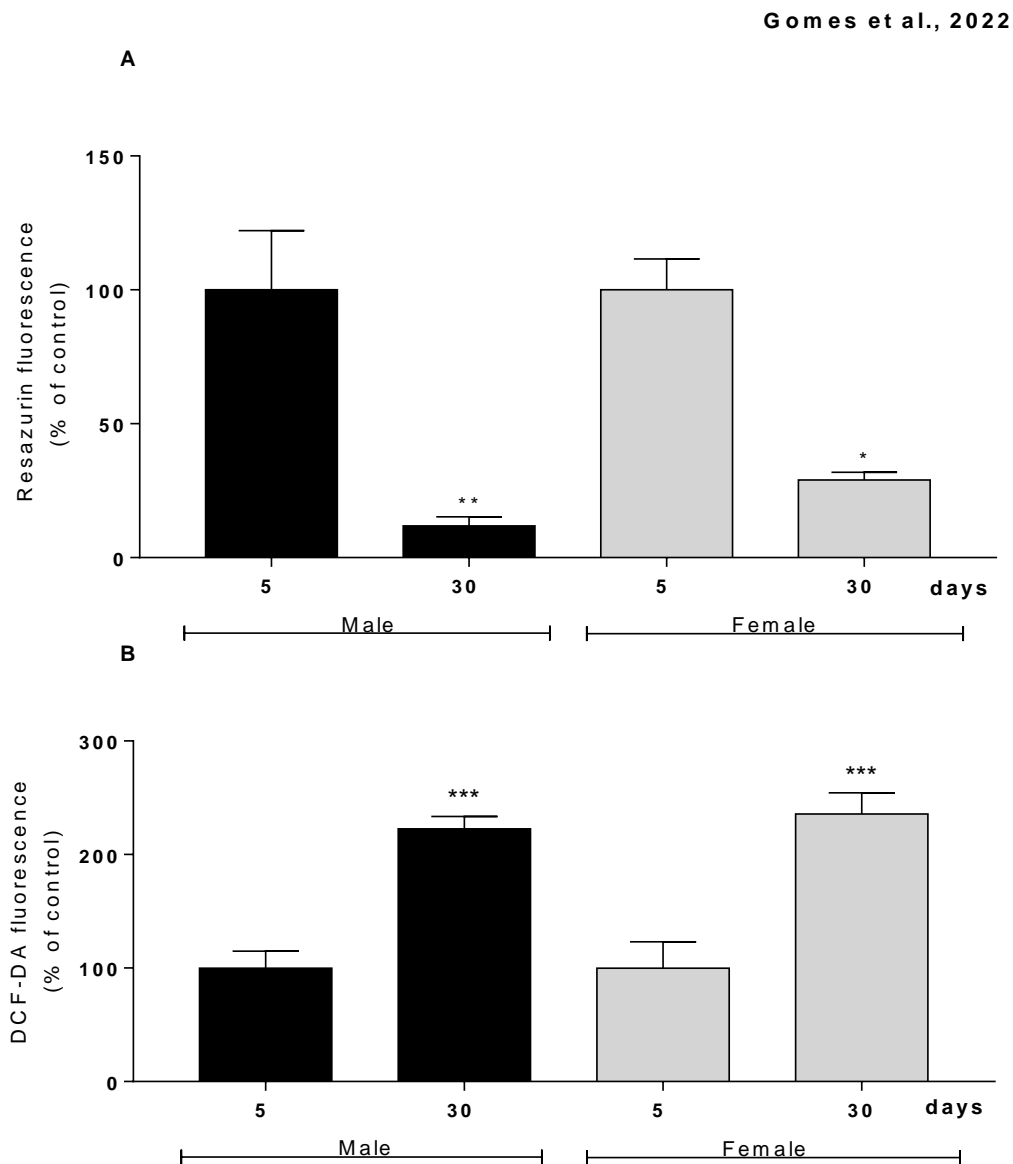 Gomes et al., 2022
A
Resazurin fluorescence
(% of control)
150
100
50
0
**
*
5 30 5 30 days
Male Female
B
DCF-DA fluorescence
(% of control)
300
200
100
0
***
***
5 30 5 30 days
Male Female